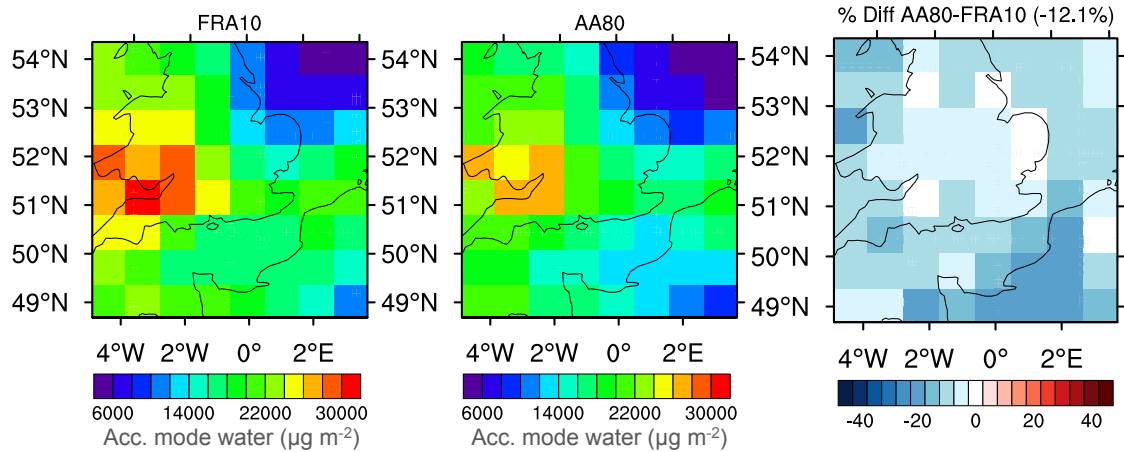 FRA10
AA80
% Diff AA80-FRA10 (-12.1%)
54°N
53°N
52°N
51°N
50°N
49°N
54°N
53°N
52°N
51°N
50°N
49°N
54°N
53°N
52°N
51°N
50°N
49°N
4°W 2°W 0° 2°E
4°W 2°W 0° 2°E
4°W 2°W 0° 2°E
6000 14000 22000 30000
6000 14000 22000 30000
-40 -20 0 20 40
Acc. mode water (μg m⁻²)
Acc. mode water (μg m⁻²)